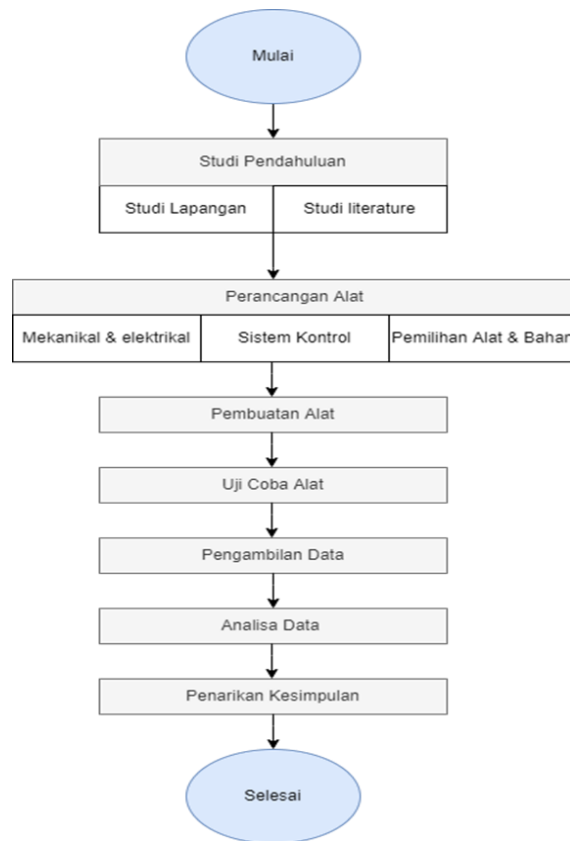 Mulai
Studi Pendahuluan
Studi Lapangan
Studi literature
Perancangan Alat
Mekanikal & elektrikal
Sistem Kontrol
Pemilihan Alat & Bahan
Pembuatan Alat
Uji Coba Alat
Pengambilan Data
Analisa Data
Penarikan Kesimpulan
Selesai